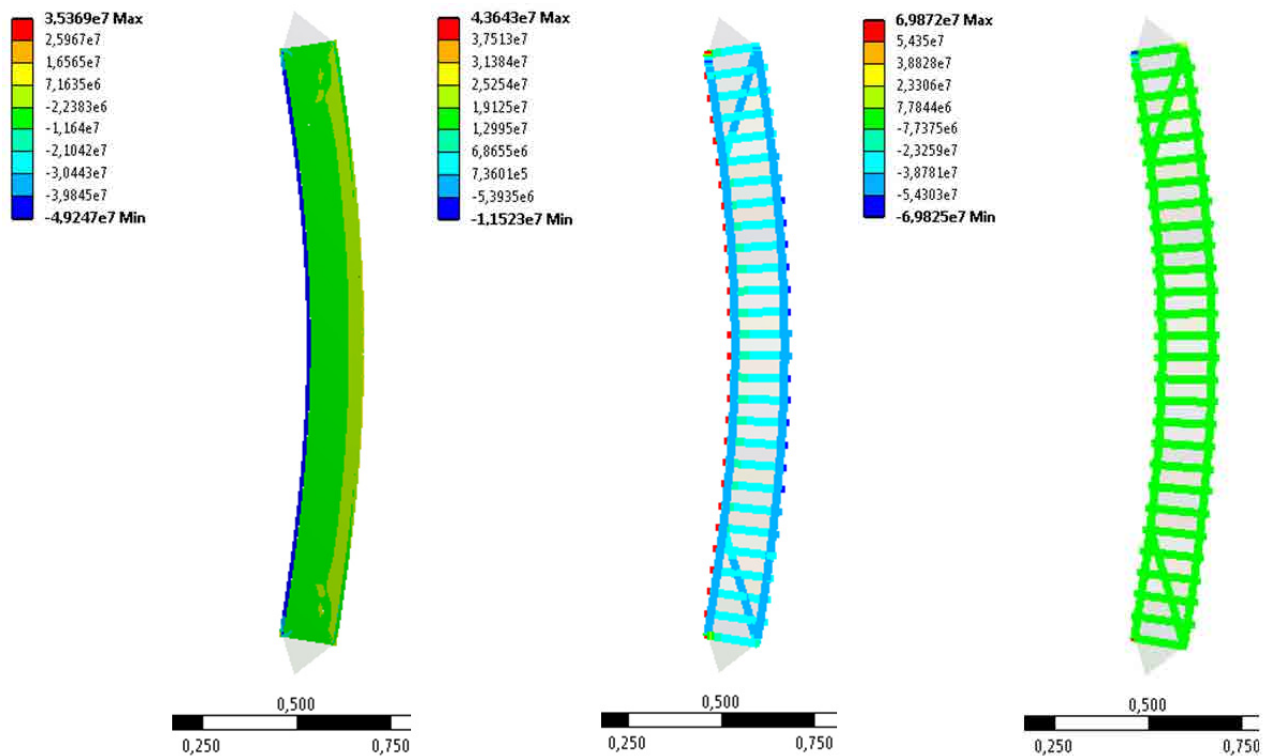 3,5369e7 Max
2,5967e7
1,6565e7
7,1635e6
-2,2383e6
-1,164e7
-2,1042e7
-3,0443e7
-3,9845e7
-4,9247e7 Min
4,3643e7 Max
3,7513e7
3,1384e7
2,5254e7
1,9125e7
1,2995e7
6,8655e6
7,3601e5
-5,3935e6
-1,1523e7 Min
6,9872e7 Max
5,435e7
3,8828e7
2,3306e7
7,7844e6
-7,7375e6
-2,3259e7
-3,8781e7
-5,4303e7
-6,9825e7 Min
0,500
0,250 0,750
0,500
0,250 0,750
0,500
0,250 0,750